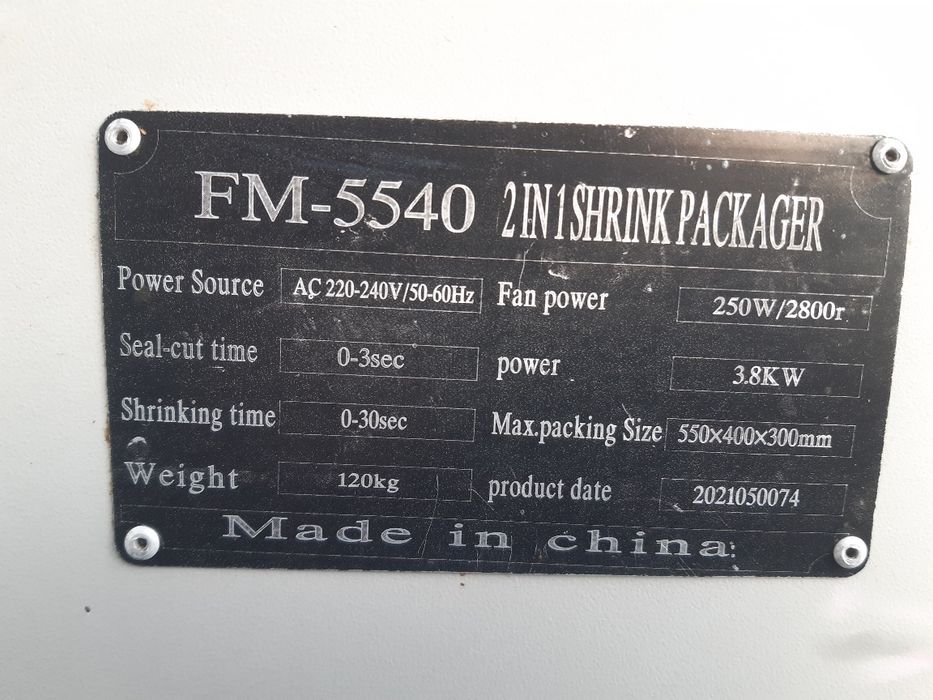 FM-5540 2 IN 1 SHRINK PACKAGER
Power Source AC 220-240V/50-60Hz Fan power 250W/2800r
Seal-cut time 0-3sec power 3.8KW
Shrinking time 0-30sec Max.packing Size 550×400×300mm
Weight 120kg product date 2021050074
Made in china: